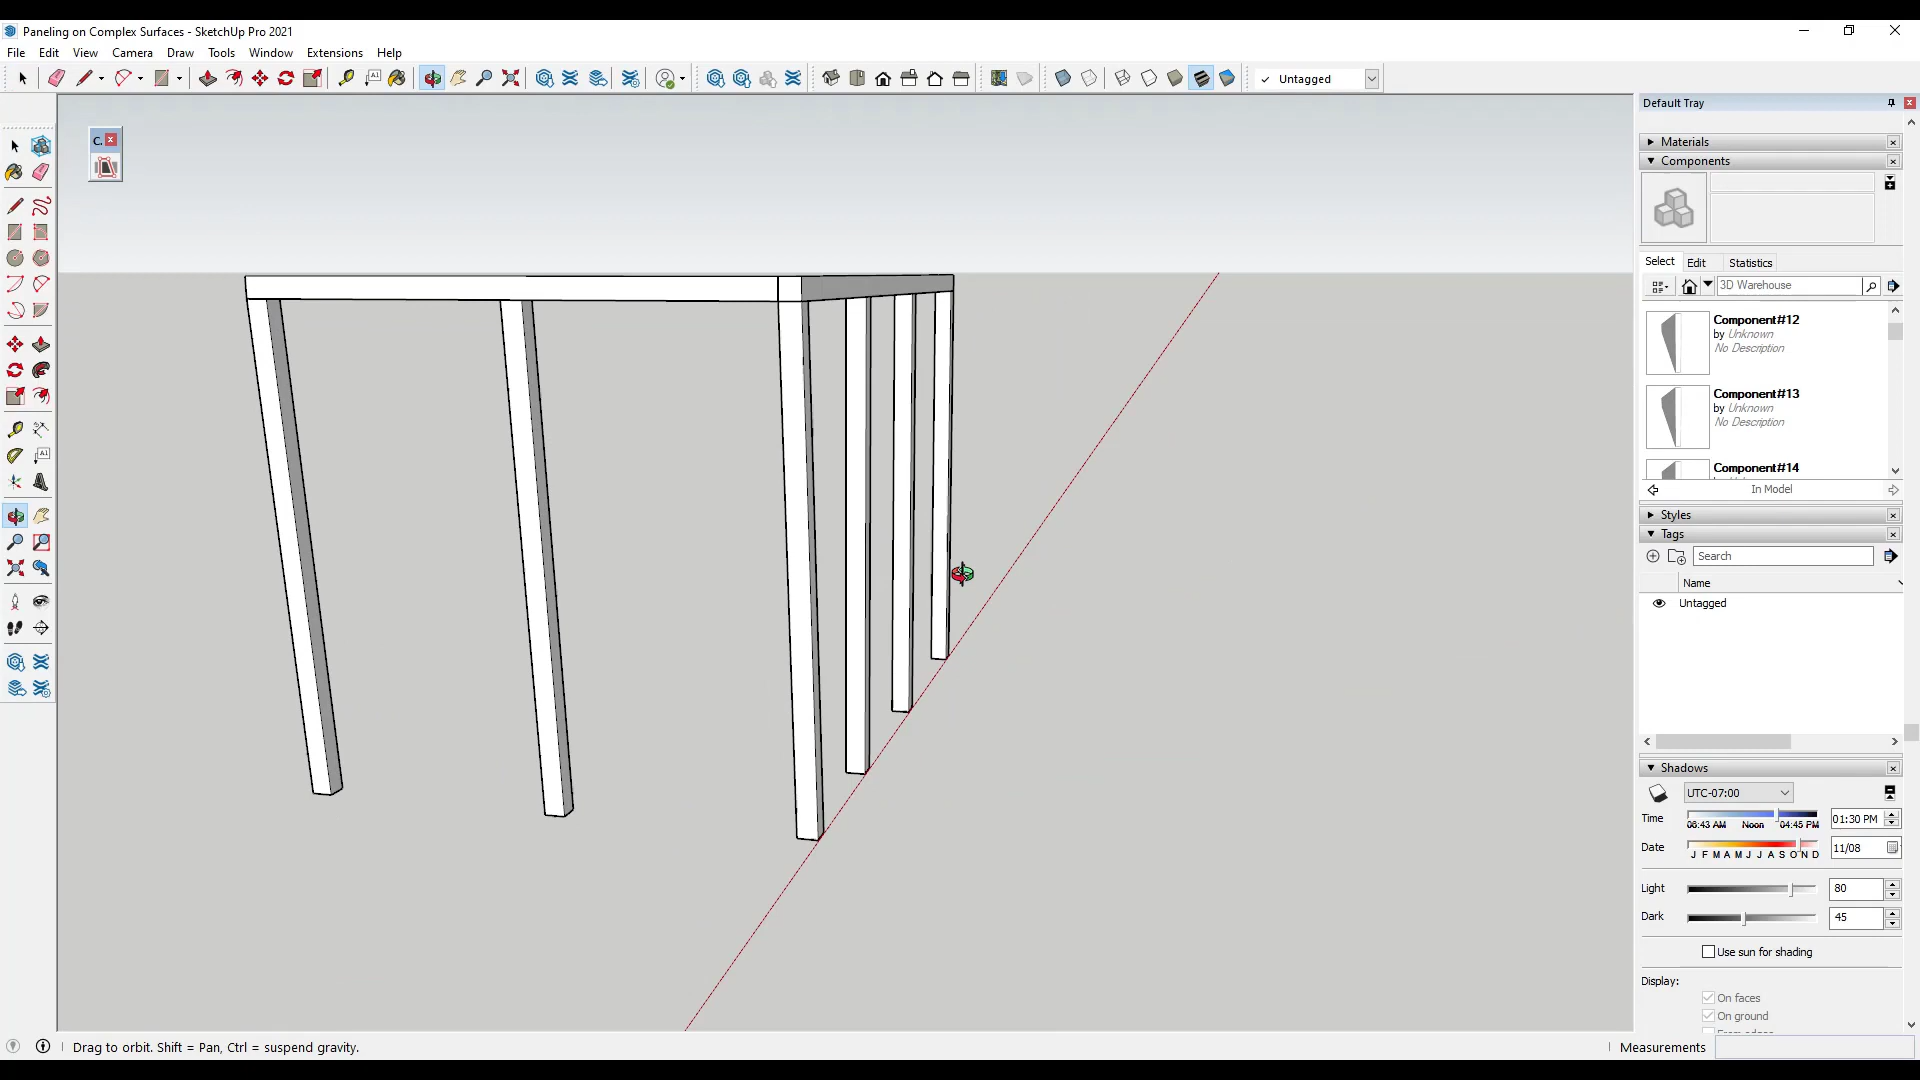 Paneling on Complex Surfaces - SketchUp Pro 2021
File Edit View Camera Draw Tools Window Extensions Help
A1
✓ Untagged
Default Tray
C.
Materials
Components
Select Edit Statistics
3D Warehouse
Component#12
by Unknown
No Description
Component#13
by Unknown
No Description
Component#14
In Model
Styles
Tags
Search
Name
Untagged
A1
Shadows
UTC-07:00
Time 06:43 AM Noon 04:45 PM 01:30 PM
Date J F M A M J J A S O N D 11/08
Light 80
Dark 45
Use sun for shading
Display:
On faces
On ground
From edges
Drag to orbit. Shift = Pan, Ctrl = suspend gravity.
Measurements